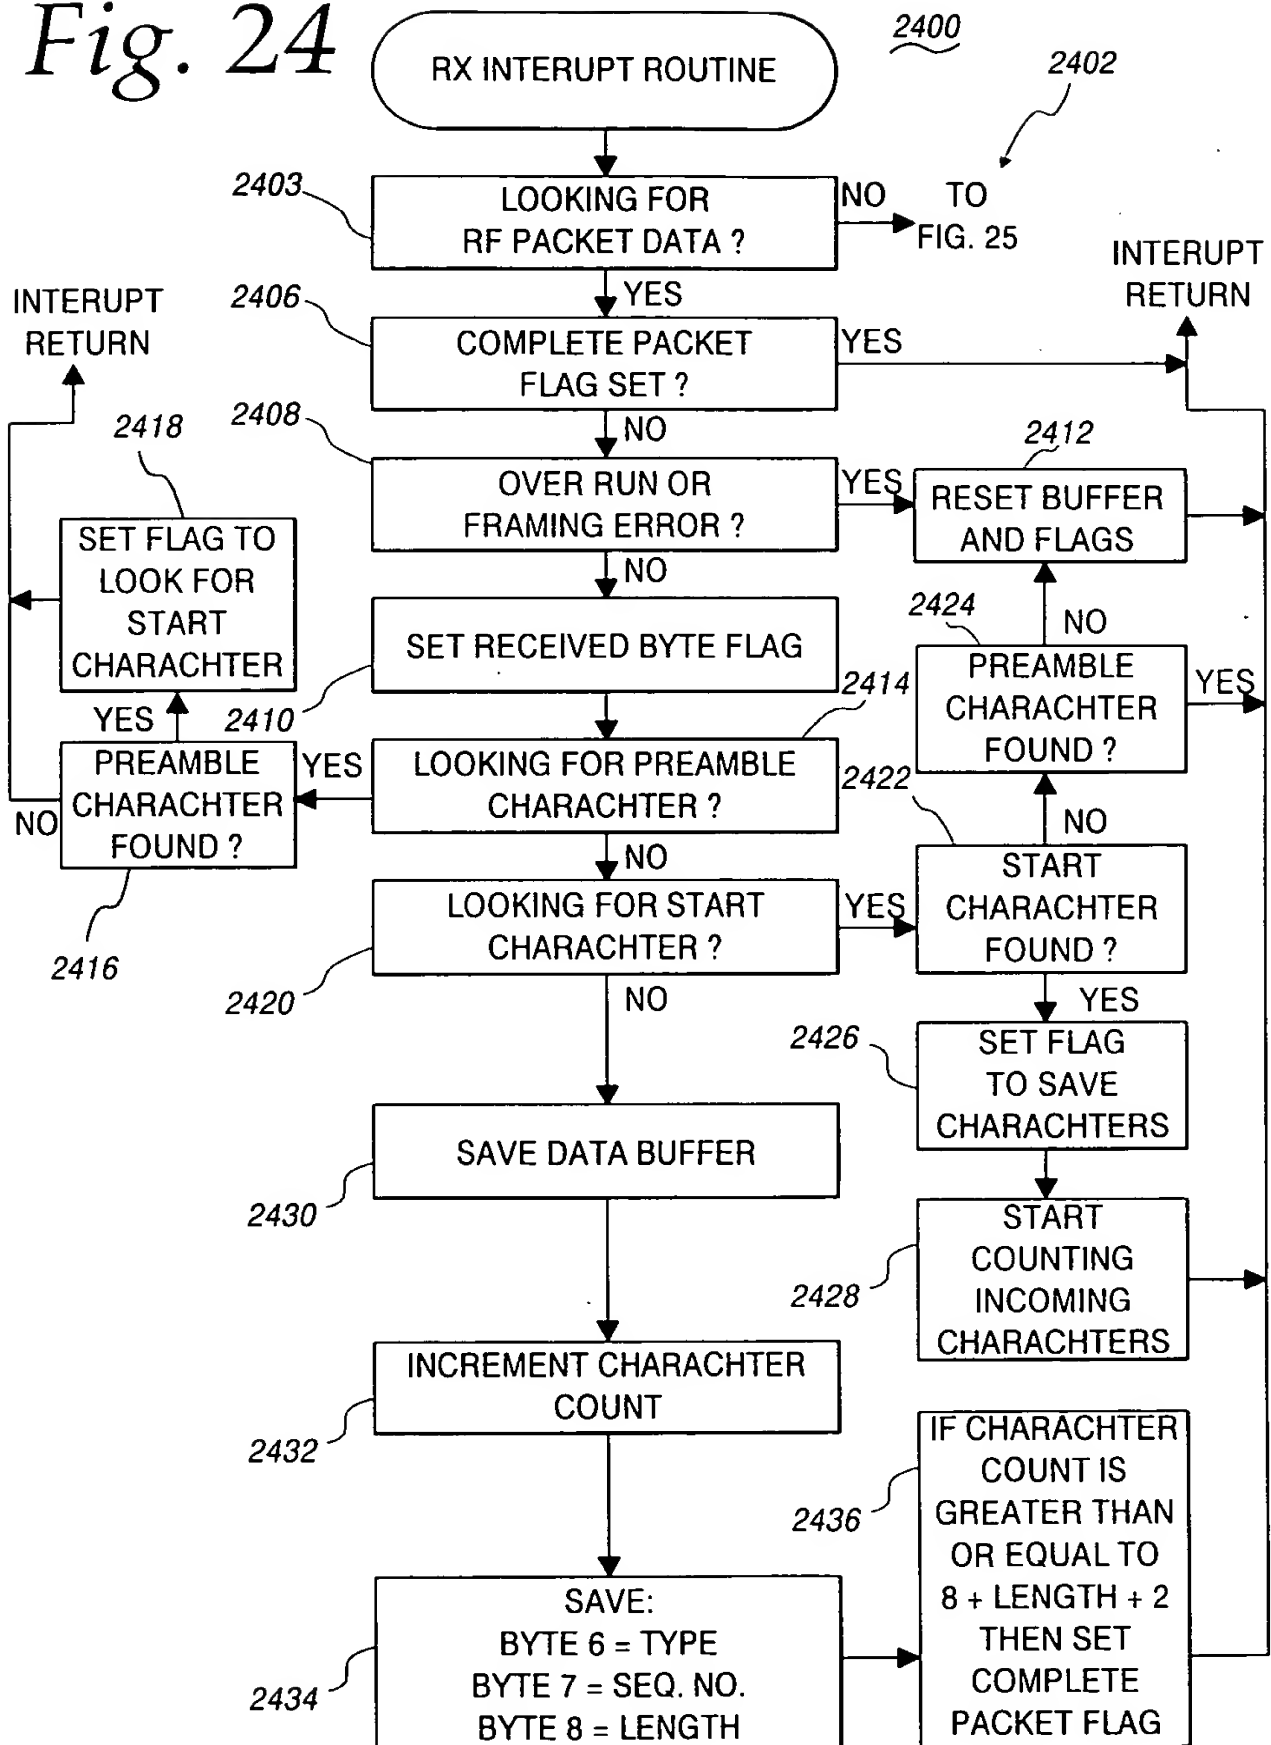 Fig. 24
2400
RX INTERUPT ROUTINE
2402
2403
LOOKING FOR
RF PACKET DATA ?
NO
TO
FIG. 25
INTERUPT
RETURN
YES
INTERUPT
RETURN
2406
COMPLETE PACKET
FLAG SET ?
YES
NO
2408
OVER RUN OR
FRAMING ERROR ?
YES
2412
RESET BUFFER
AND FLAGS
2418
SET FLAG TO
LOOK FOR
START
CHARACHTER
NO
2410
SET RECEIVED BYTE FLAG
2424
NO
PREAMBLE
CHARACHTER
FOUND ?
YES
YES
2414
LOOKING FOR PREAMBLE
CHARACHTER ?
YES
PREAMBLE
CHARACHTER
FOUND ?
NO
2416
2422
NO
NO
START
CHARACHTER
FOUND ?
2420
LOOKING FOR START
CHARACHTER ?
YES
NO
YES
2426
SET FLAG
TO SAVE
CHARACHTERS
2430
SAVE DATA BUFFER
2428
START
COUNTING
INCOMING
CHARACHTERS
2432
INCREMENT CHARACHTER
COUNT
2436
IF CHARACHTER
COUNT IS
GREATER THAN
OR EQUAL TO
8 + LENGTH + 2
THEN SET
COMPLETE
PACKET FLAG
2434
SAVE:
BYTE 6 = TYPE
BYTE 7 = SEQ. NO.
BYTE 8 = LENGTH